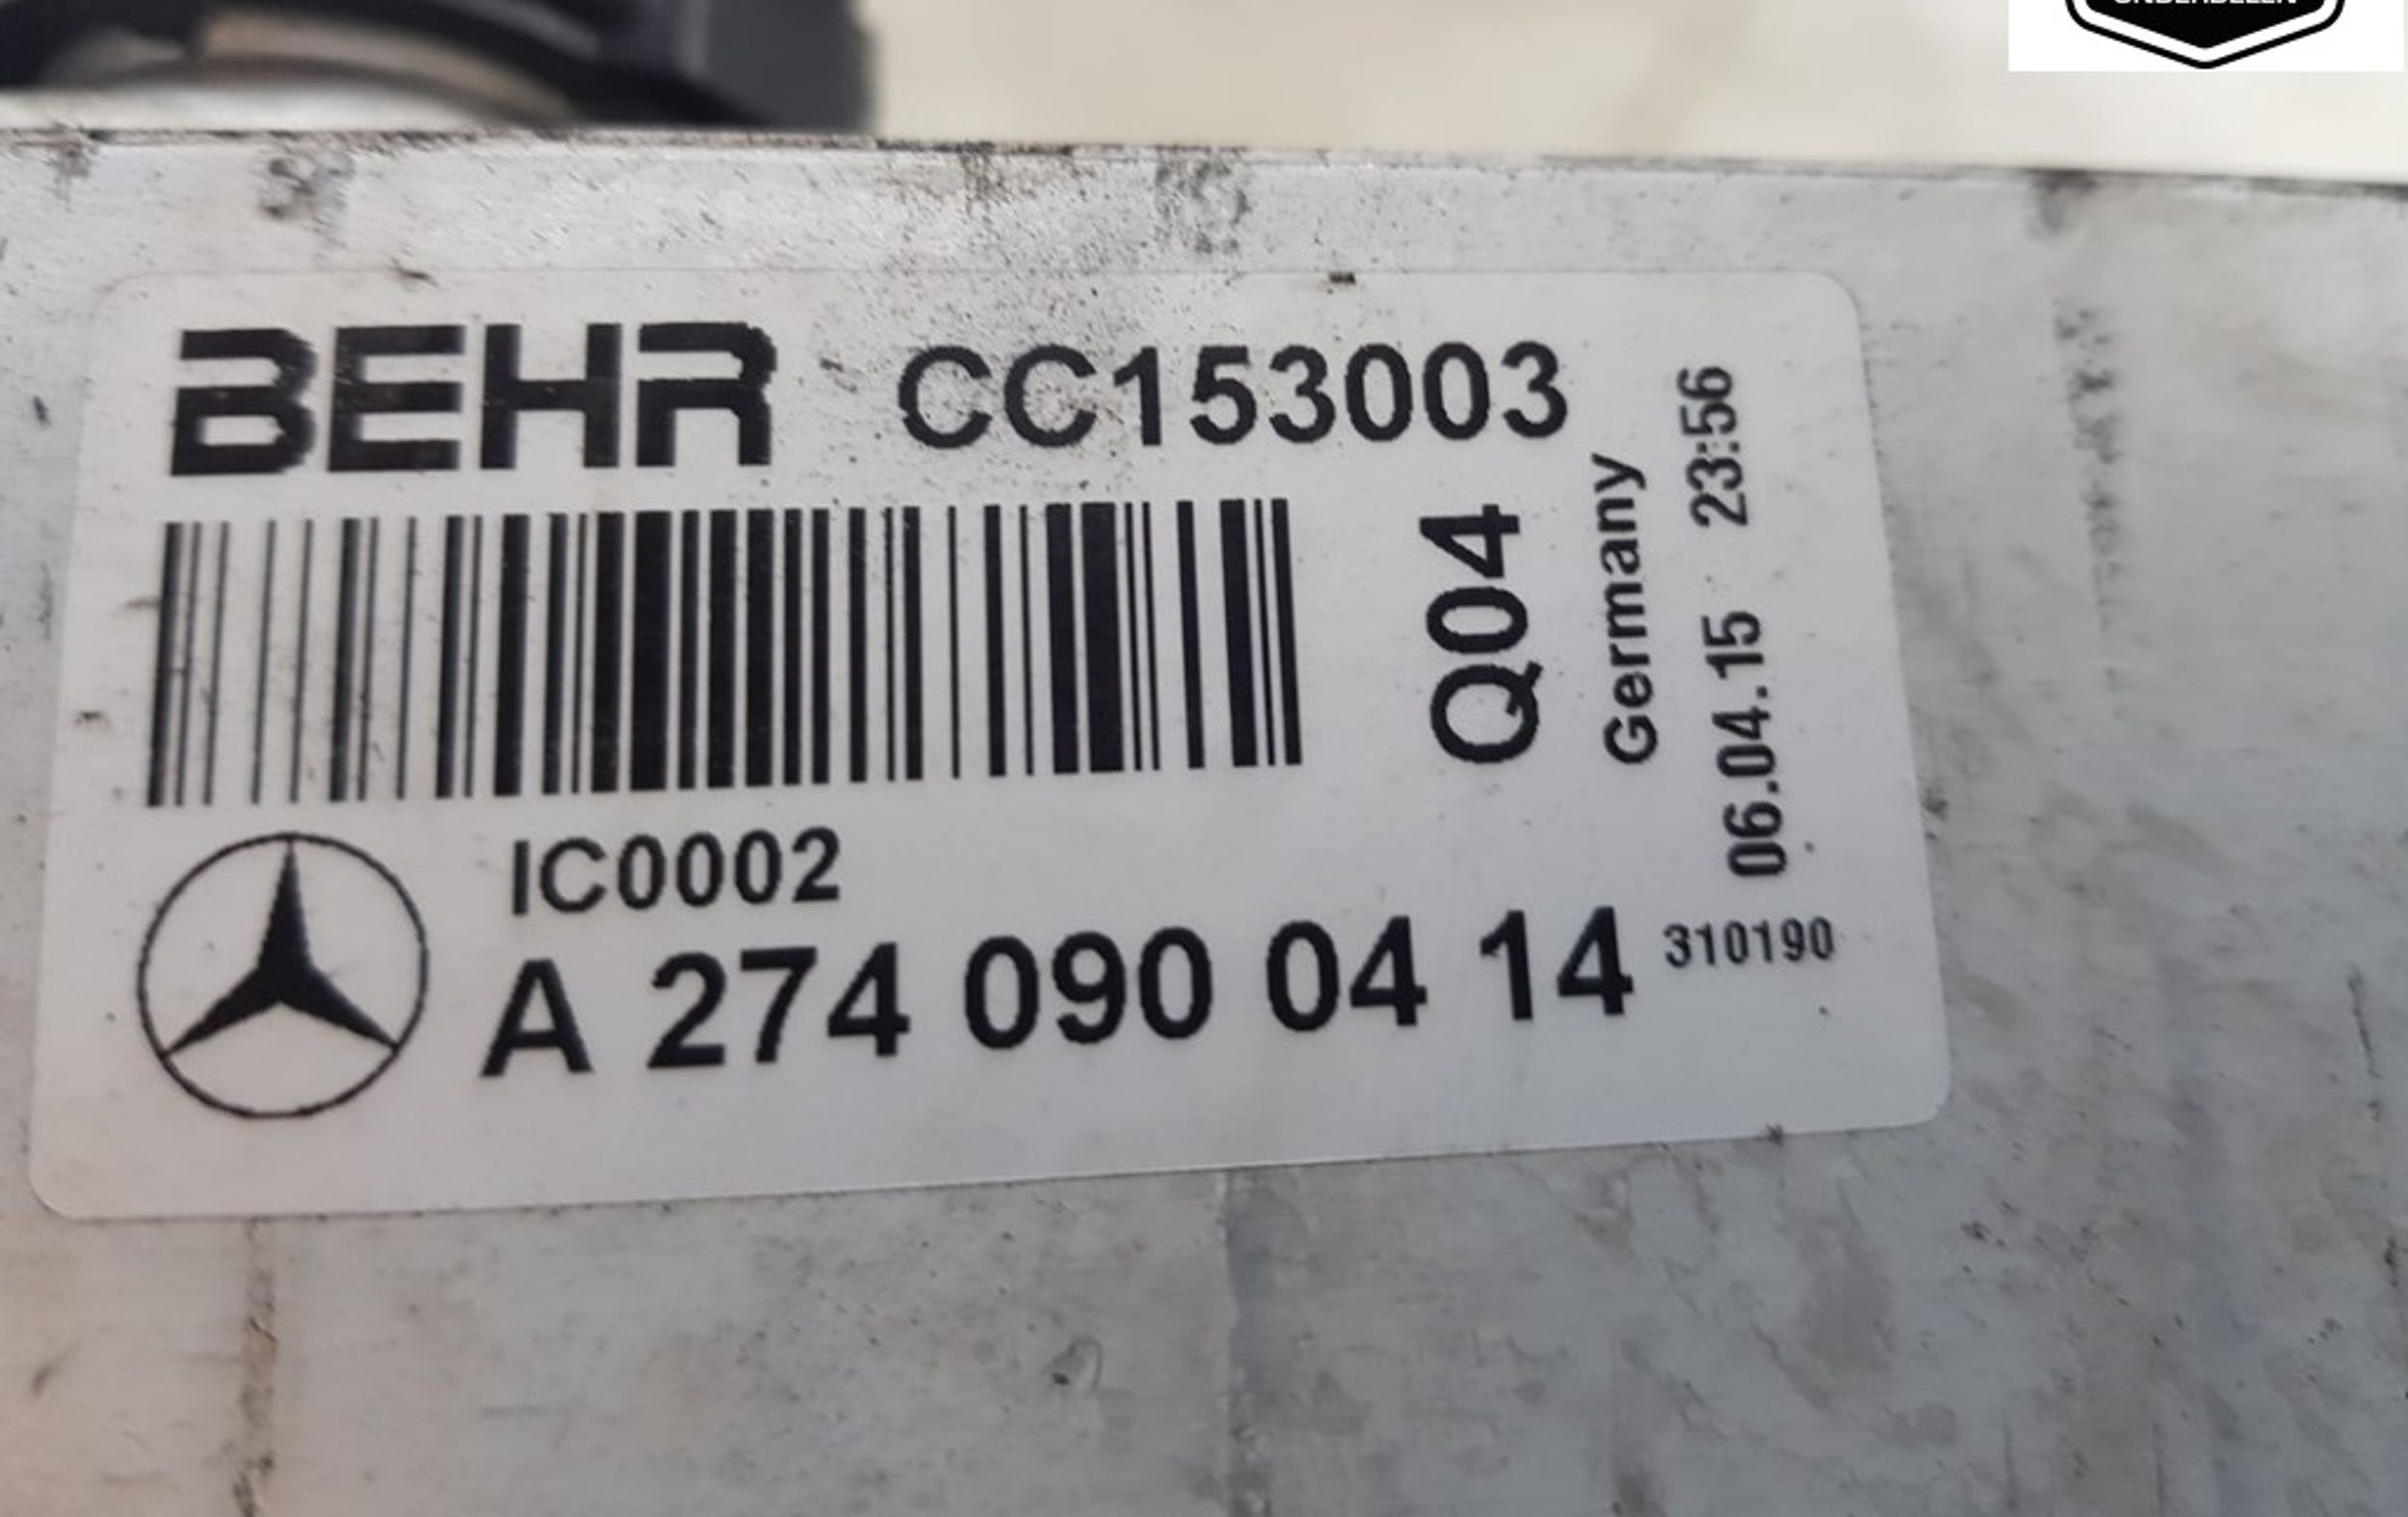 BEHR CC153003
Q04
Germany
06.04.15 23:56
IC0002
A 274 090 04 14
310190